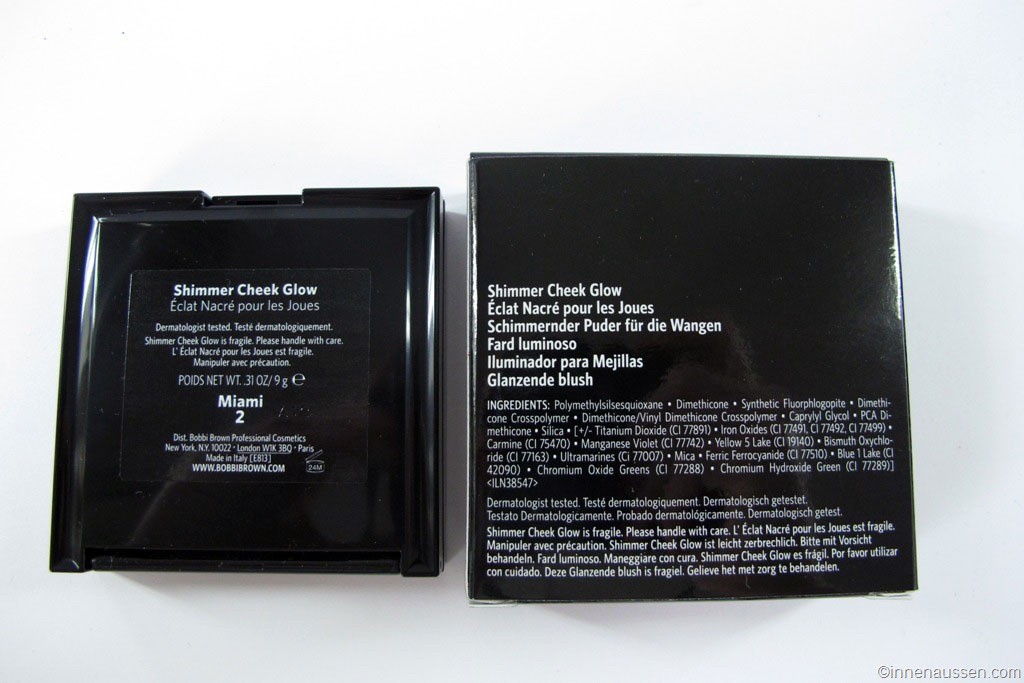 Shimmer Cheek Glow
Éclat Nacré pour les Joues
Dermatologist tested. Testé dermatologiquement.
Shimmer Cheek Glow is fragile. Please handle with care.
L' Éclat Nacré pour les Joues est fragile.
Manipuler avec précaution.
POIDS NET WT. .31 OZ/ 9 g ℮
Miami
2
Dist. Bobbi Brown Professional Cosmetics
New York, N.Y. 10022 • London W1K 3BQ • Paris
Made in Italy [E813]
WWW.BOBBIBROWN.COM
24M
Shimmer Cheek Glow
Éclat Nacré pour les Joues
Schimmernder Puder für die Wangen
Fard luminoso
Iluminador para Mejillas
Glanzende blush
INGREDIENTS: Polymethylsilsesquioxane • Dimethicone • Synthetic Fluorphlogopite • Dimethi-
cone Crosspolymer • Dimethicone/Vinyl Dimethicone Crosspolymer • Caprylyl Glycol • PCA Di-
methicone • Silica • [+/- Titanium Dioxide (CI 77891) • Iron Oxides (CI 77491, CI 77492, CI 77499) •
Carmine (CI 75470) • Manganese Violet (CI 77742) • Yellow 5 Lake (CI 19140) • Bismuth Oxychlo-
ride (CI 77163) • Ultramarines (Ci 77007) • Mica • Ferric Ferrocyanide (CI 77510) • Blue 1 Lake (CI
42090) • Chromium Oxide Greens (CI 77288) • Chromium Hydroxide Green (CI 77289)]
<ILN38547>
Dermatologist tested. Testé dermatologiquement. Dermatologisch getestet.
Testato Dermatologicamente. Probado dermatológicamente. Dermatologisch getest.
Shimmer Cheek Glow is fragile. Please handle with care. L' Éclat Nacré pour les Joues est fragile.
Manipuler avec précaution. Shimmer Cheek Glow ist leicht zerbrechlich. Bitte mit Vorsicht
behandeln. Fard luminoso. Maneggiare con cura. Shimmer Cheek Glow es frágil. Por favor utilizar
con cuidado. Deze Glanzende blush is fragiel. Gelieve het met zorg te behandelen.
©innenaussen.com